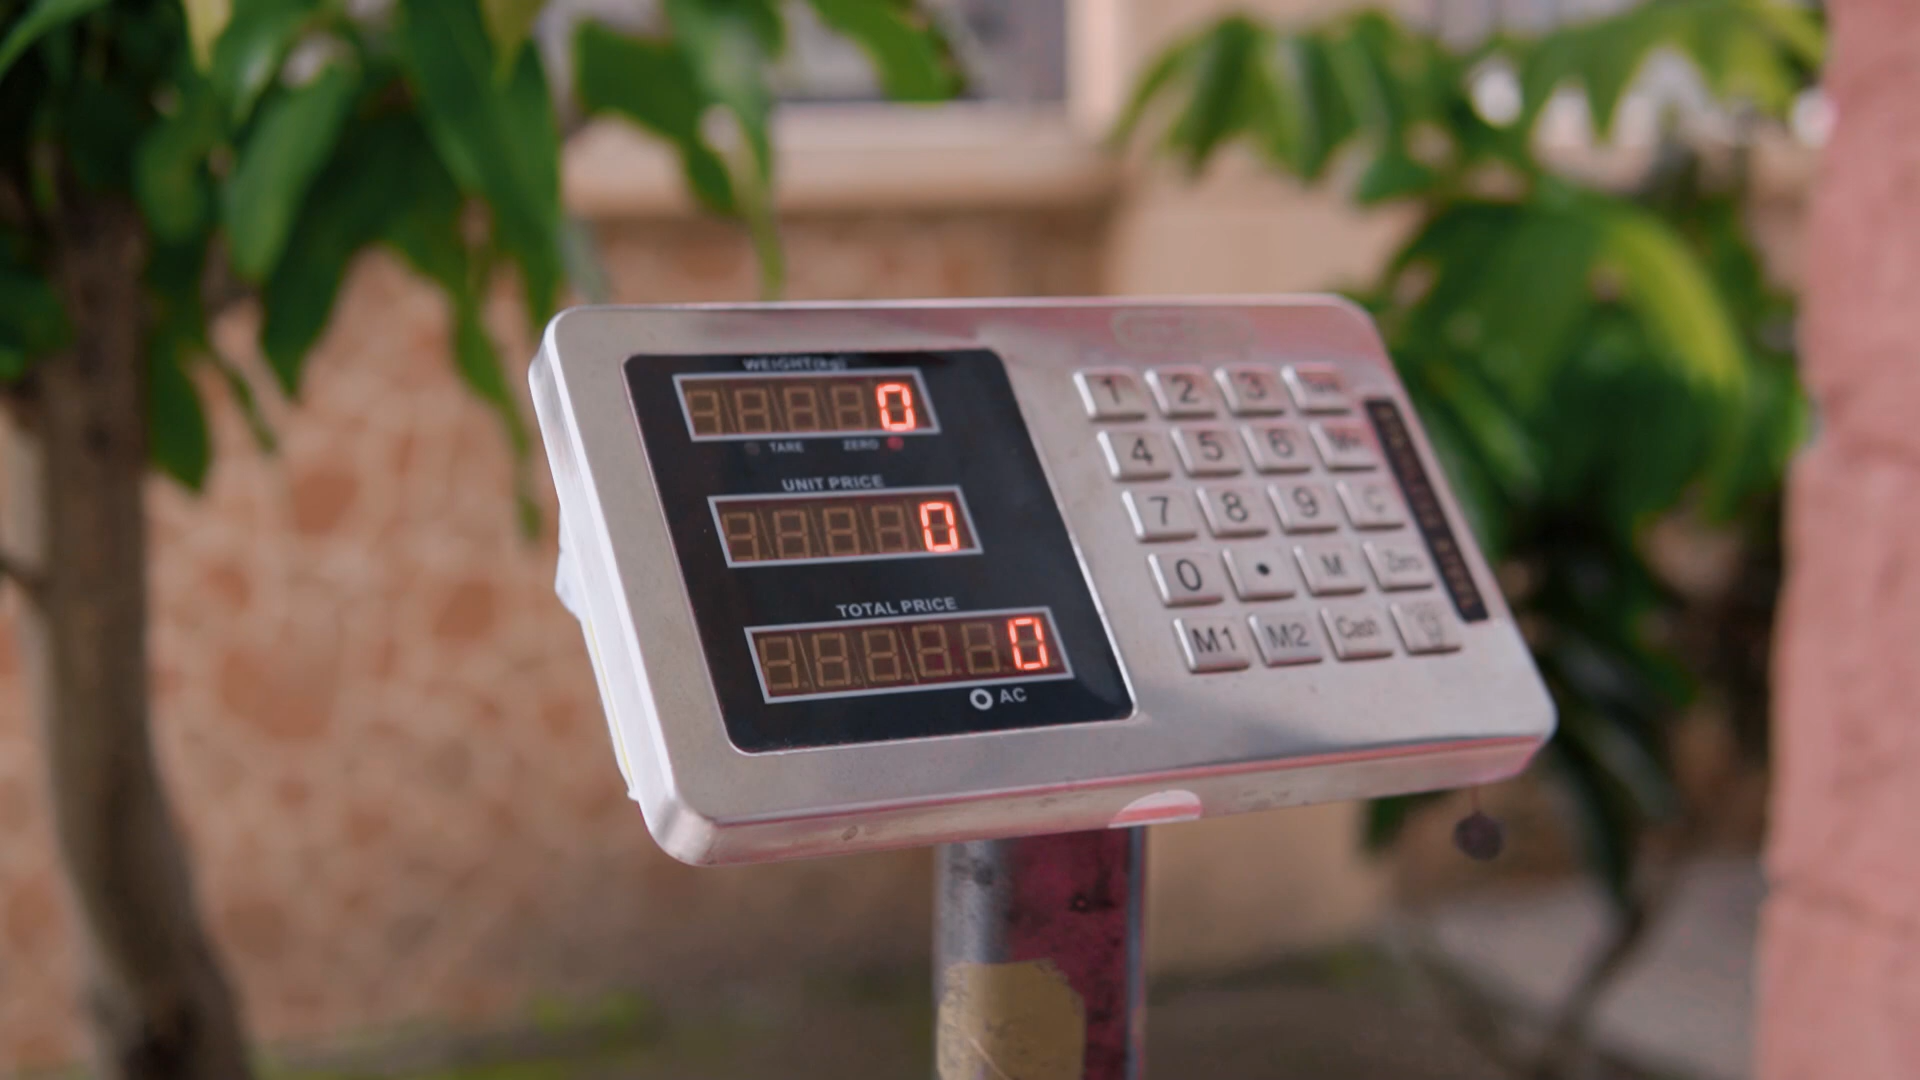 WEIGHT(kg)
0
TARE ZERO
UNIT PRICE
0
TOTAL PRICE
0
AC
1 2 3 Tare
4 5 6
7 8 9 C
0 . M Zero
M1 M2 Cash